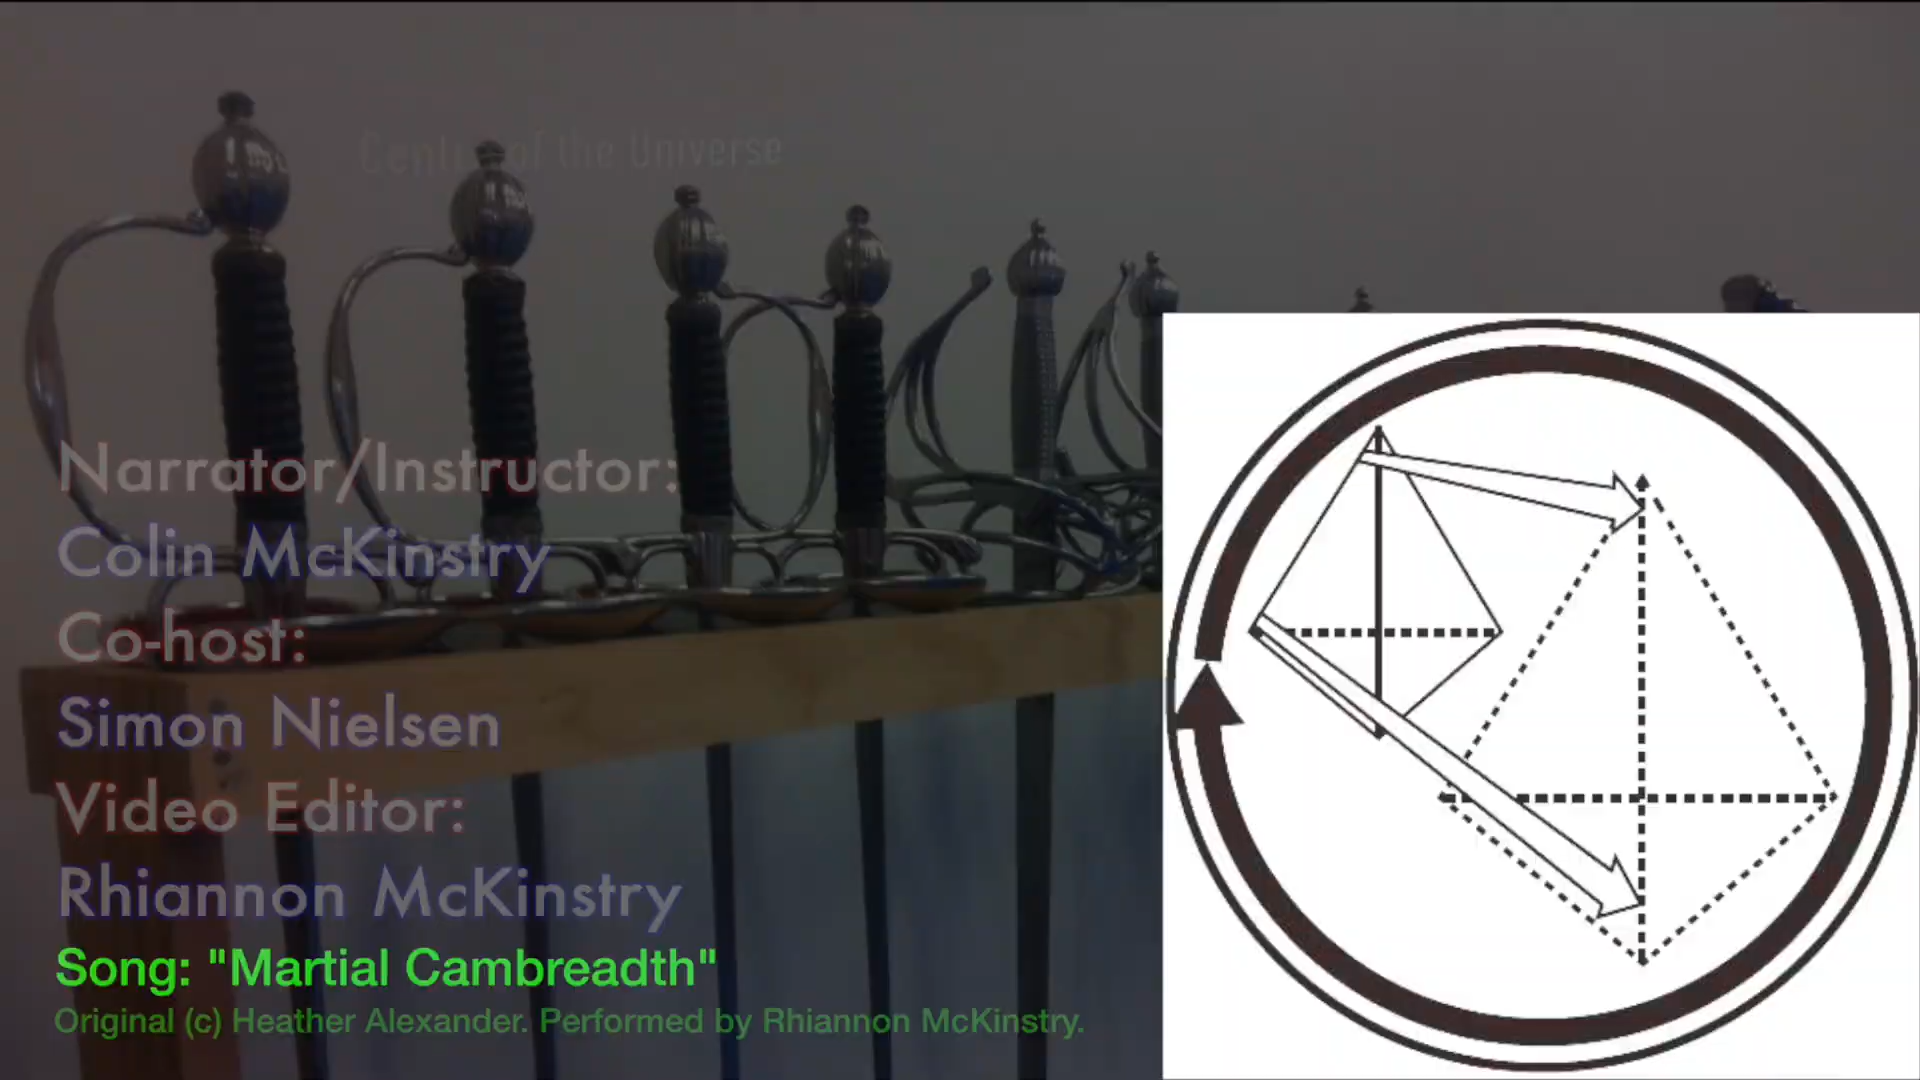 Centre of the Universe
Narrator/Instructor:
Colin McKinstry
Co-host:
Simon Nielsen
Video Editor:
Rhiannon McKinstry
Song: "Martial Cambreadth"
Original (c) Heather Alexander. Performed by Rhiannon McKinstry.